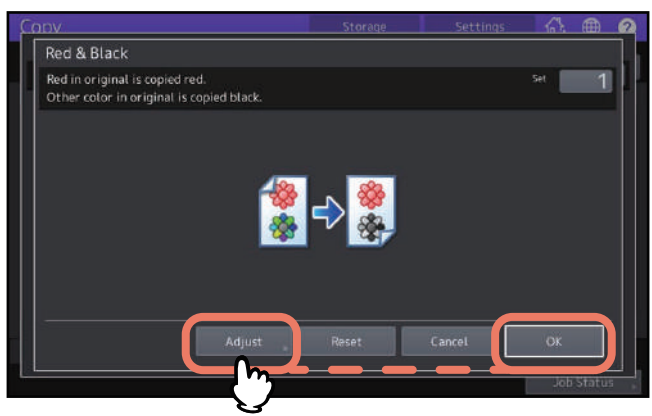 Copy
Storage
Settings
?
Red & Black
Red in original is copied red.
Other color in original is copied black.
Set
1
Adjust
Reset
Cancel
OK
Job Status